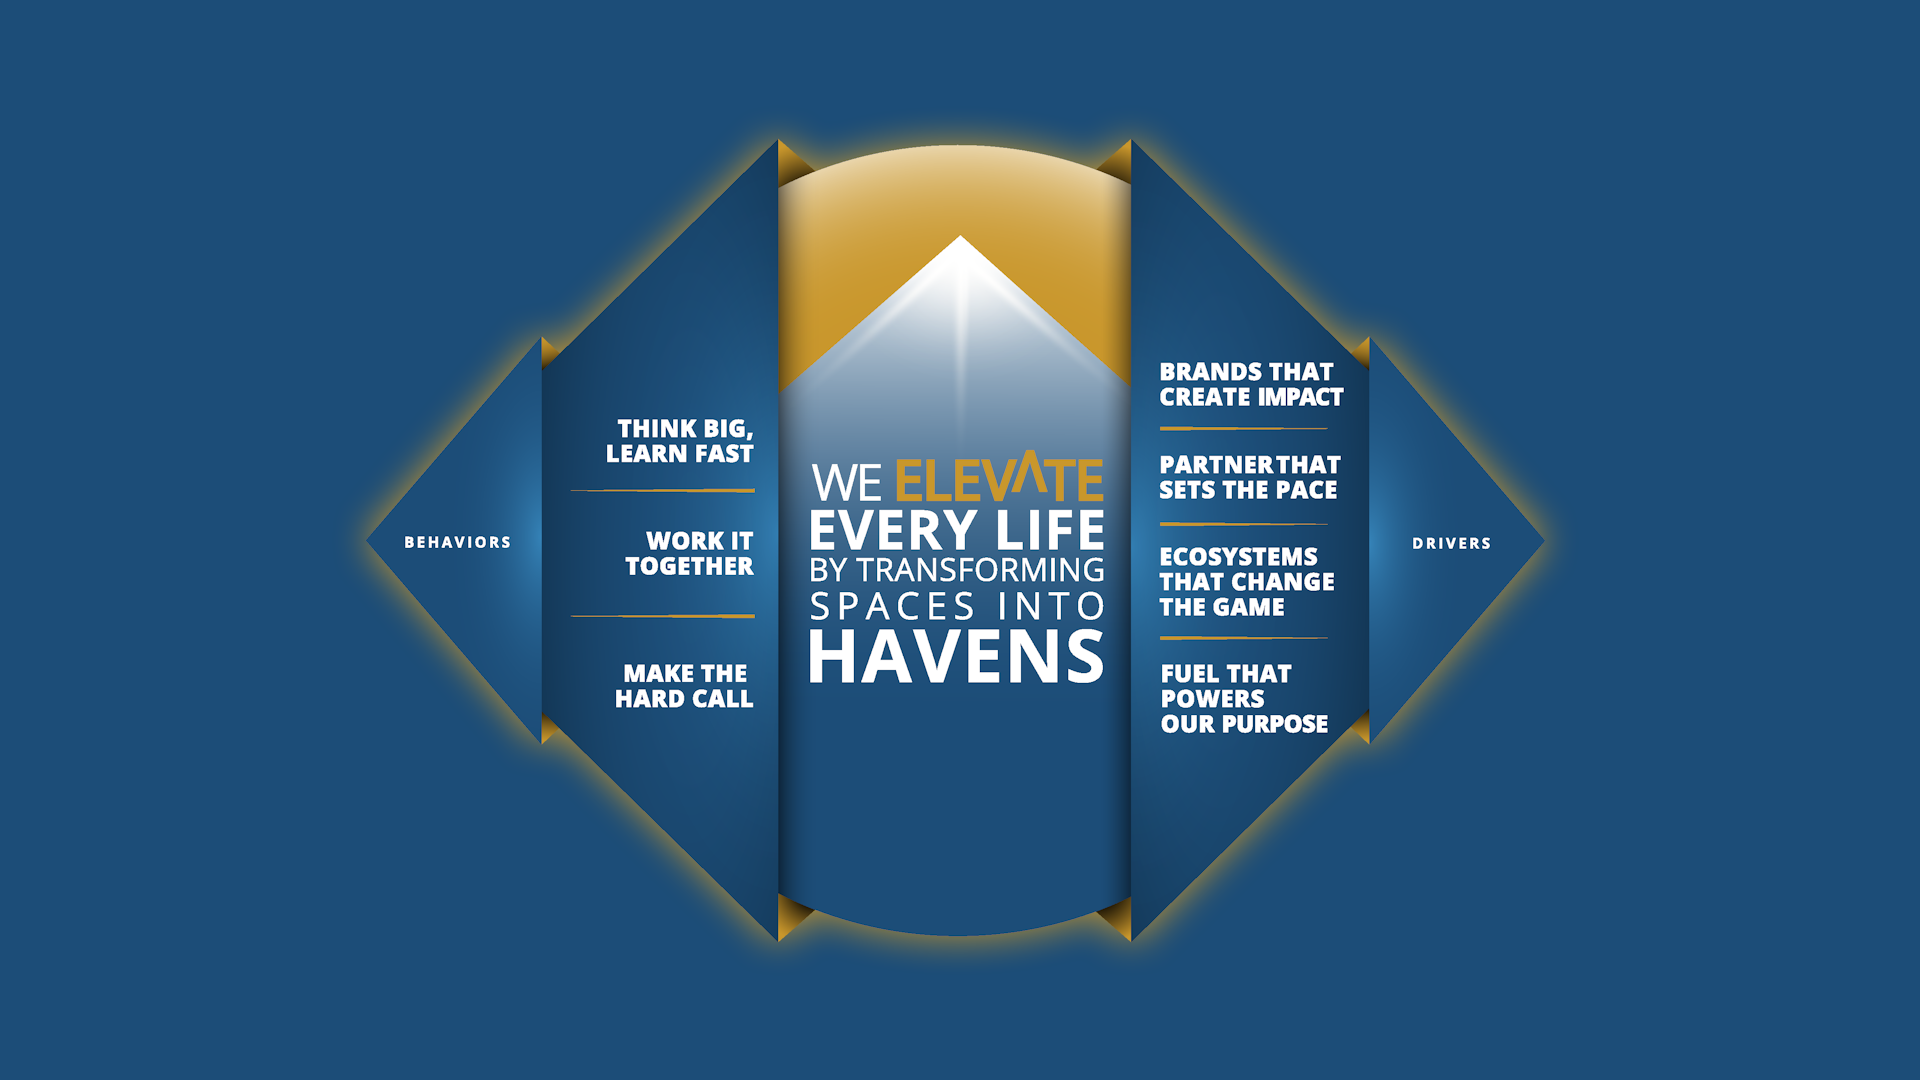 BEHAVIORS
THINK BIG,
LEARN FAST
WORK IT
TOGETHER
MAKE THE
HARD CALL
WE ELEVATE
EVERY LIFE
BY TRANSFORMING
SPACES INTO
HAVENS
BRANDS THAT
CREATE IMPACT
PARTNER THAT
SETS THE PACE
ECOSYSTEMS
THAT CHANGE
THE GAME
FUEL THAT
POWERS
OUR PURPOSE
DRIVERS